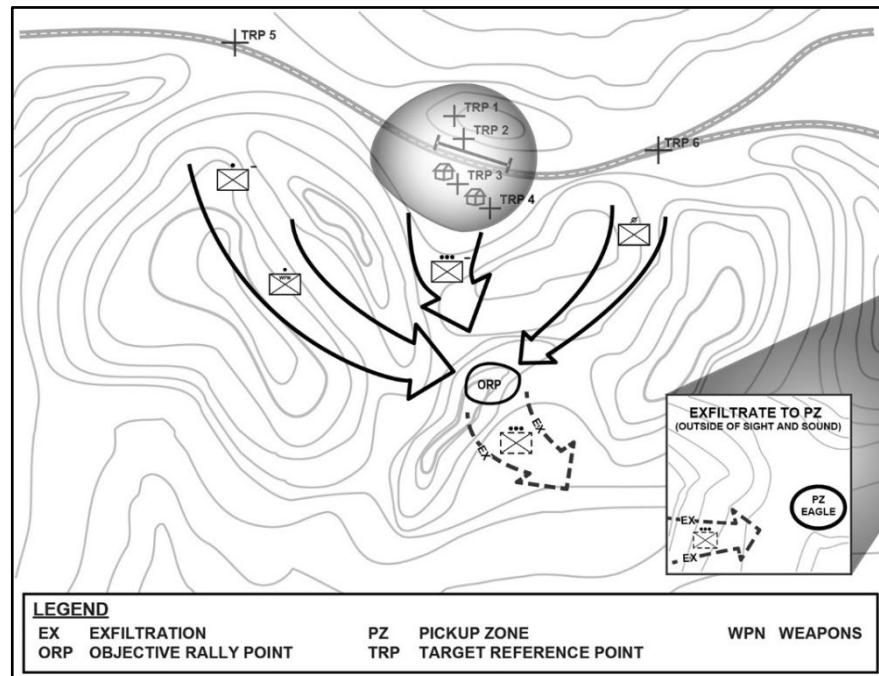 TRP 5
TRP 1
TRP 2
TRP 6
TRP 3
TRP 4
WPN
ORP
EX
EX
EXFILTRATE TO PZ
(OUTSIDE OF SIGHT AND SOUND)
PZ
EAGLE
EX
EX
LEGEND
EX EXFILTRATION PZ PICKUP ZONE WPN WEAPONS
ORP OBJECTIVE RALLY POINT TRP TARGET REFERENCE POINT